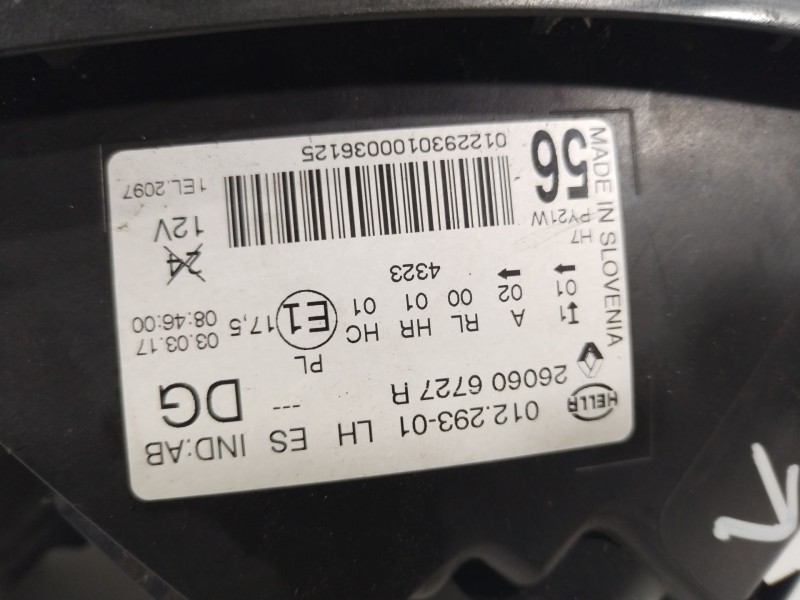 HELLA 012.293-01 LH ES IND:AB
26060 6727 R --- DG
PL
I1 A RL HR HC E1 17,5 03.03.17
01 02 00 01 01 08:46:00
4323
24
12V
H7
PY21W
56
1EL.2097
0122930100036125
MADE IN SLOVENIA